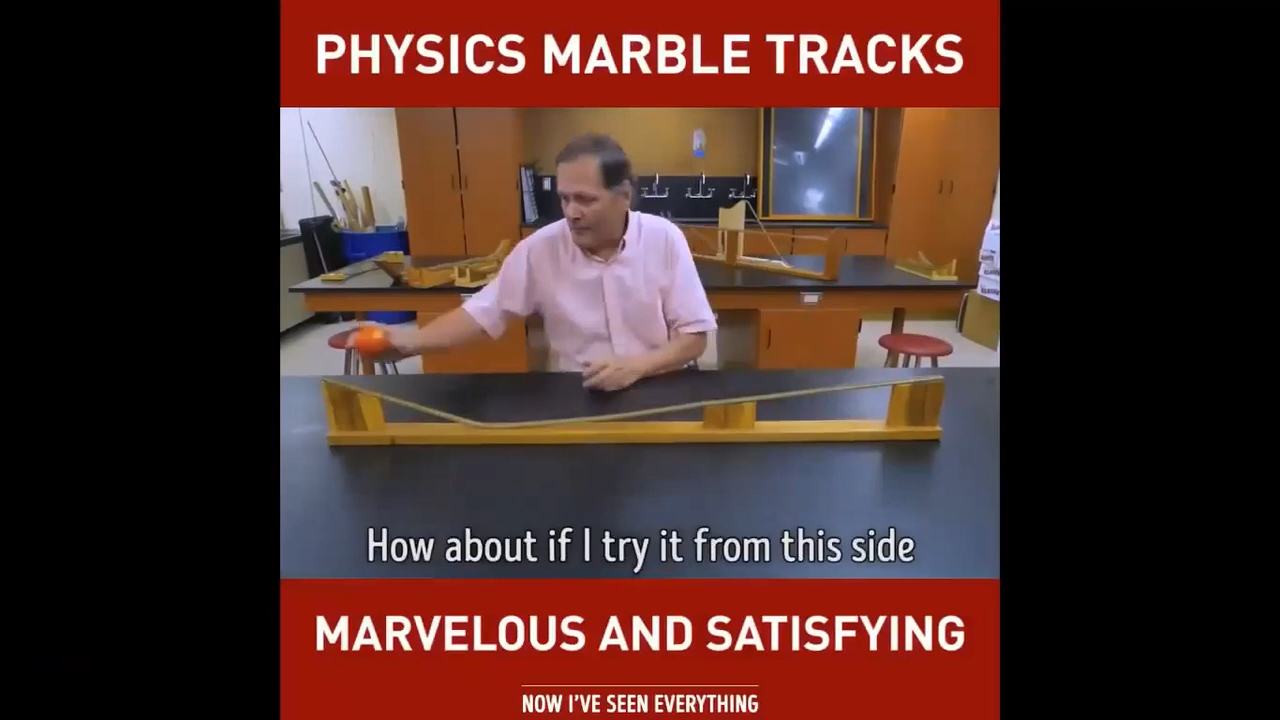 PHYSICS MARBLE TRACKS
How about if I try it from this side
MARVELOUS AND SATISFYING
NOW I'VE SEEN EVERYTHING